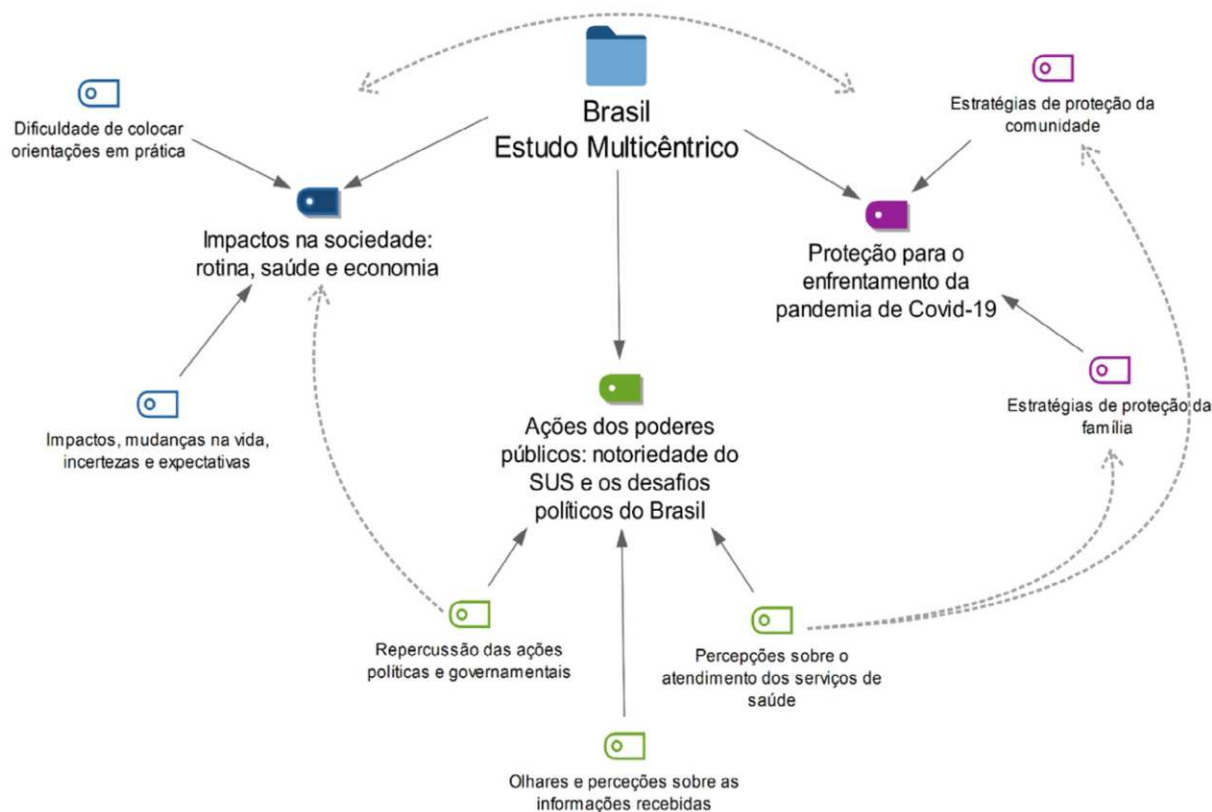 Brasil
Estudo Multicêntrico
Dificuldade de colocar
orientações em prática
Estratégias de proteção da
comunidade
Impactos na sociedade:
rotina, saúde e economia
Proteção para o
enfrentamento da
pandemia de Covid-19
Impactos, mudanças na vida,
incertezas e expectativas
Estratégias de proteção da
família
Ações dos poderes
públicos: notoriedade do
SUS e os desafios
políticos do Brasil
Repercussão das ações
políticas e governamentais
Percepções sobre o
atendimento dos serviços de
saúde
Olhares e perceções sobre as
informações recebidas